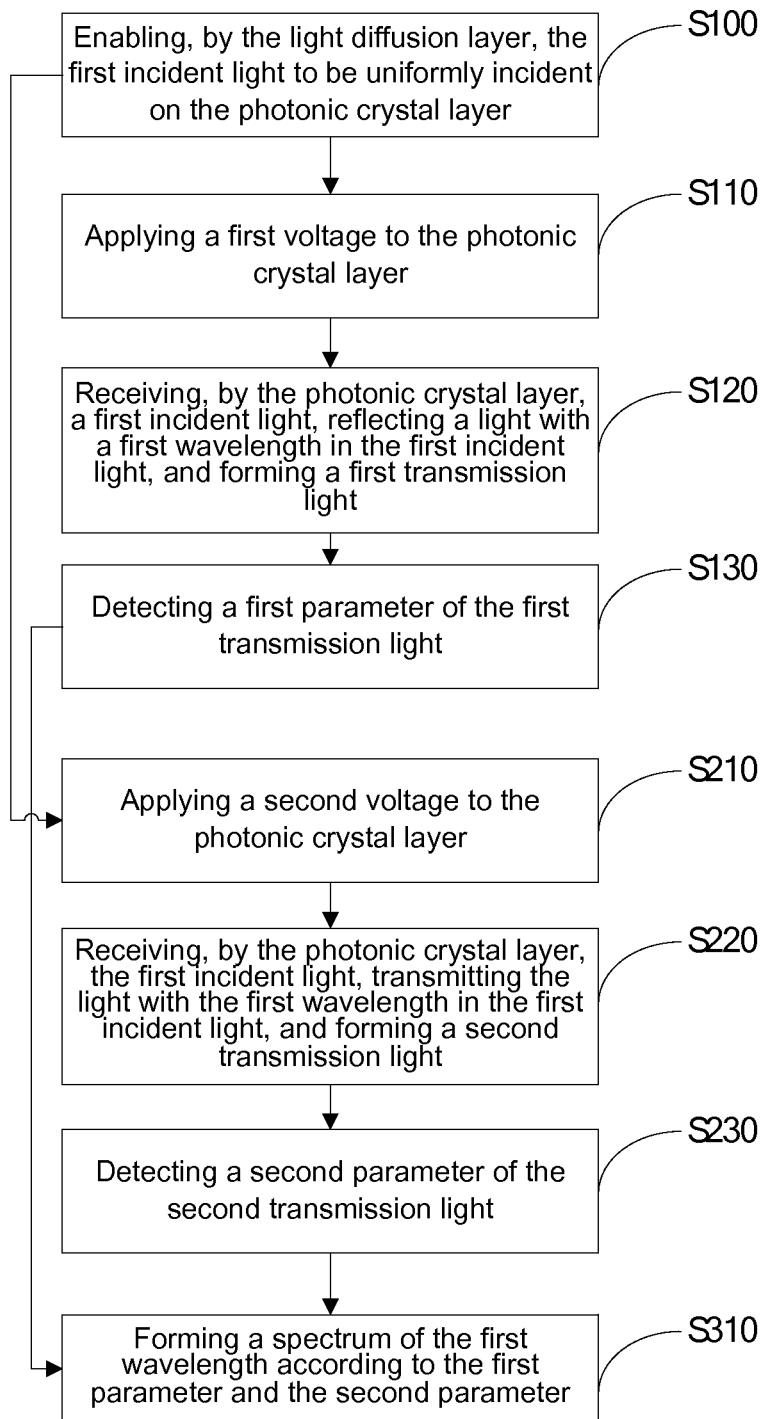 Enabling, by the light diffusion layer, the
first incident light to be uniformly incident
on the photonic crystal layer
S100
Applying a first voltage to the photonic
crystal layer
S110
Receiving, by the photonic crystal layer,
a first incident light, reflecting a light with
a first wavelength in the first incident
light, and forming a first transmission
light
S120
Detecting a first parameter of the first
transmission light
S130
Applying a second voltage to the
photonic crystal layer
S210
Receiving, by the photonic crystal layer,
the first incident light, transmitting the
light with the first wavelength in the first
incident light, and forming a second
transmission light
S220
Detecting a second parameter of the
second transmission light
S230
Forming a spectrum of the first
wavelength according to the first
parameter and the second parameter
S310